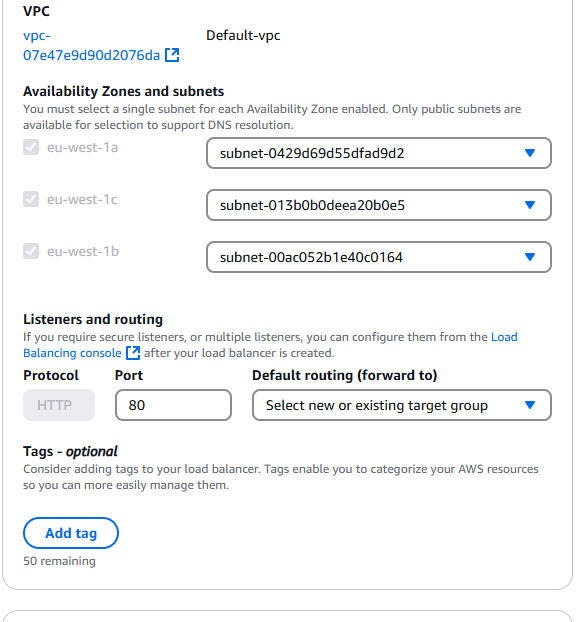 VPC
vpc-
07e47e9d90d2076da
Default-vpc
Availability Zones and subnets
You must select a single subnet for each Availability Zone enabled. Only public subnets are
available for selection to support DNS resolution.
eu-west-1a
subnet-0429d69d55dfad9d2
eu-west-1c
subnet-013b0b0deea20b0e5
eu-west-1b
subnet-00ac052b1e40c0164
Listeners and routing
If you require secure listeners, or multiple listeners, you can configure them from the Load
Balancing console after your load balancer is created.
Protocol Port Default routing (forward to)
HTTP 80 Select new or existing target group
Tags - optional
Consider adding tags to your load balancer. Tags enable you to categorize your AWS resources
so you can more easily manage them.
Add tag
50 remaining